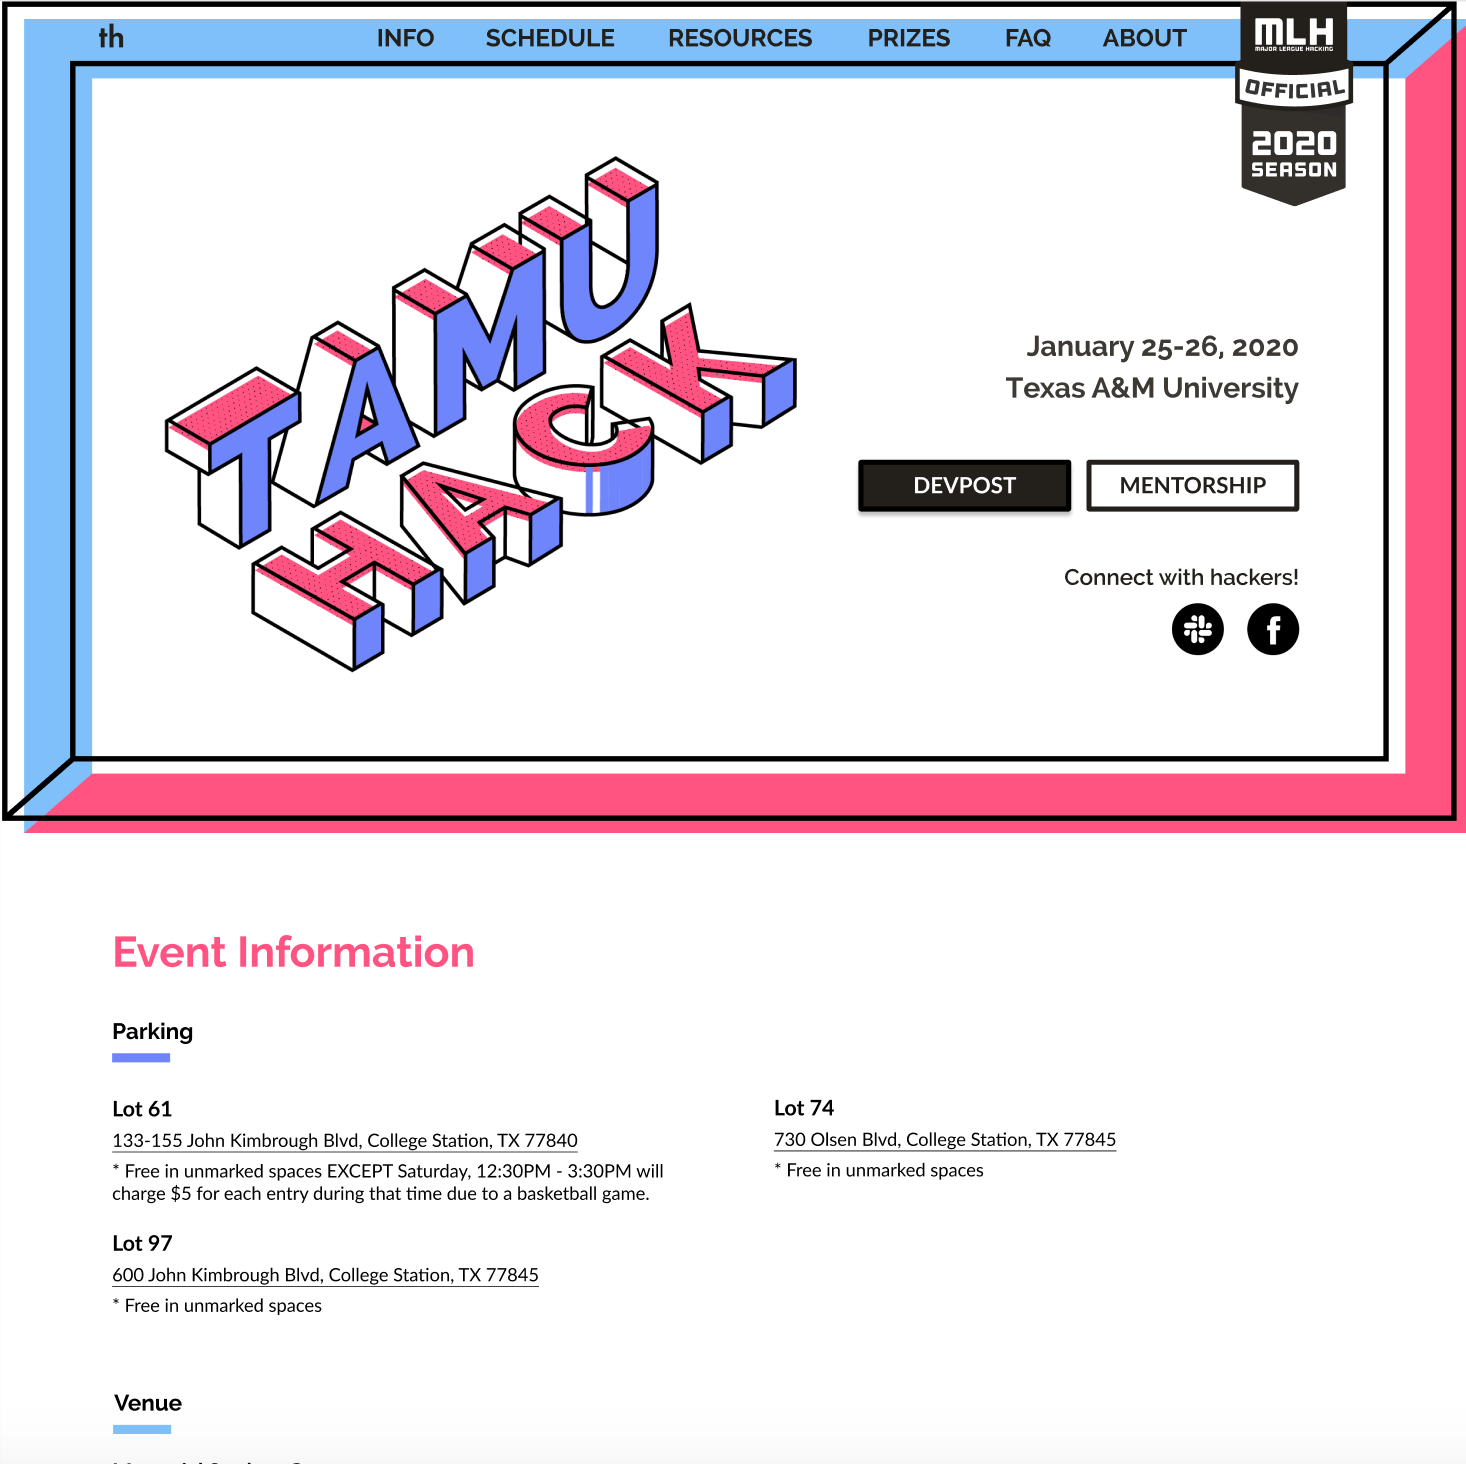 th
INFO SCHEDULE RESOURCES PRIZES FAQ ABOUT
MLH
MAJOR LEAGUE HACKING
OFFICIAL
2020
SEASON
TAMU
HACK
January 25-26, 2020
Texas A&M University
DEVPOST MENTORSHIP
Connect with hackers!
f
Event Information
Parking
Lot 61
133-155 John Kimbrough Blvd, College Station, TX 77840
* Free in unmarked spaces EXCEPT Saturday, 12:30PM - 3:30PM will
charge $5 for each entry during that time due to a basketball game.
Lot 74
730 Olsen Blvd, College Station, TX 77845
* Free in unmarked spaces
Lot 97
600 John Kimbrough Blvd, College Station, TX 77845
* Free in unmarked spaces
Venue